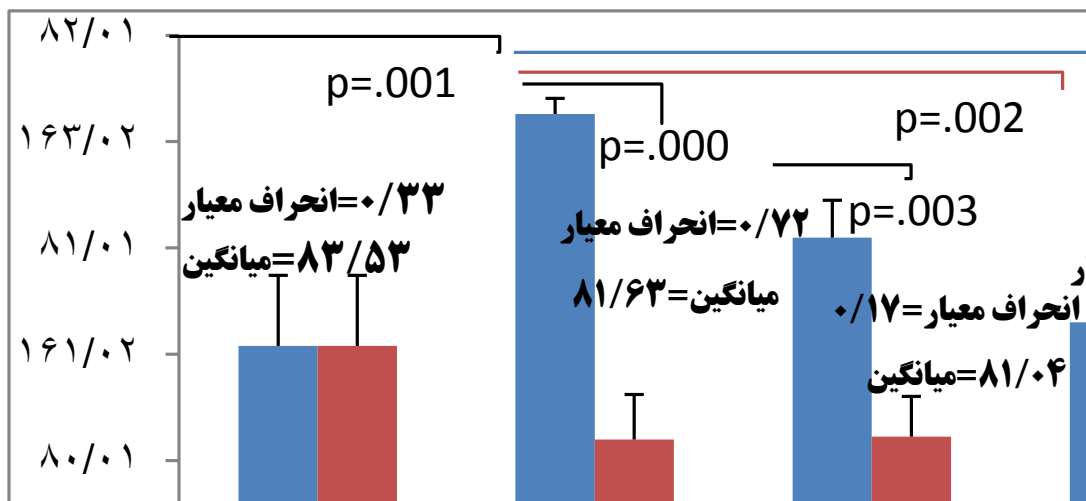 ۸۲/۰۱
۱۶۳/۰۲
۸۱/۰۱
۱۶۱/۰۲
۸۰/۰۱
p=.001
p=.000
p=.002
p=.003
انحراف معیار=۰/۳۳
میانگین=۸۳/۵۳
انحراف معیار=۰/۷۲
میانگین=۸۱/۶۳
انحراف معیار=۰/۱۷
میانگین=۸۱/۰۴